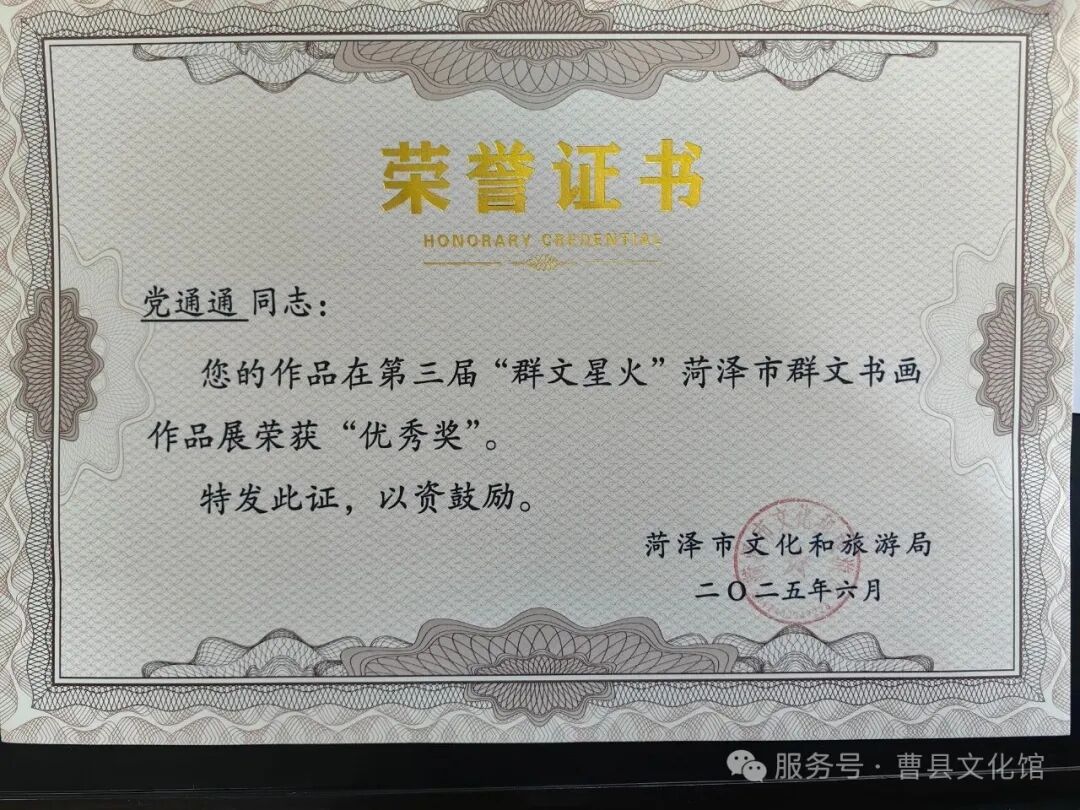 荣誉证书
HONORARY CREDENTIAL
党通通 同志：
您的作品在第三届“群文星火”菏泽市群文书画
作品展荣获“优秀奖”。
特发此证，以资鼓励。
菏泽市文化和旅游局
二〇二五年六月
服务号·曹县文化馆